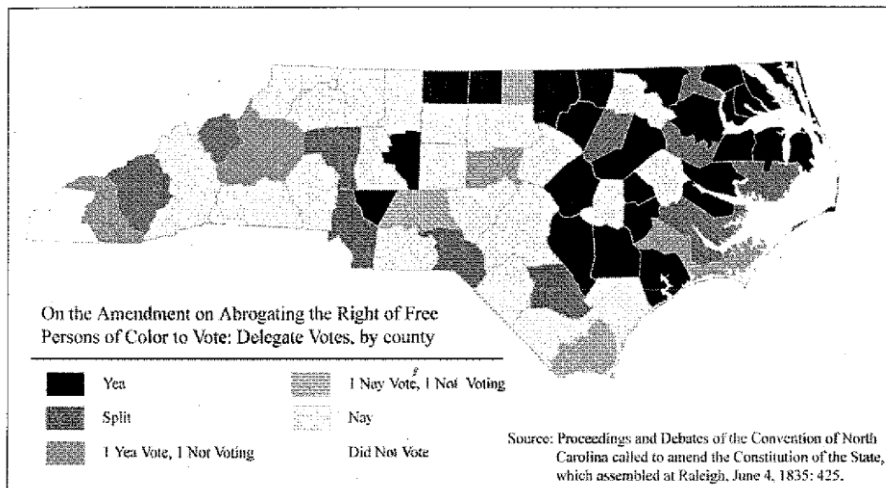 On the Amendment on Abrogating the Right of Free
Persons of Color to Vote: Delegate Votes, by county
Yea
Split
1 Yea Vote, 1 Not Voting
1 Nay Vote, 1 Not Voting
Nay
Did Not Vote
Source: Proceedings and Debates of the Convention of North
Carolina called to amend the Constitution of the State,
which assembled at Raleigh, June 4, 1835: 425.